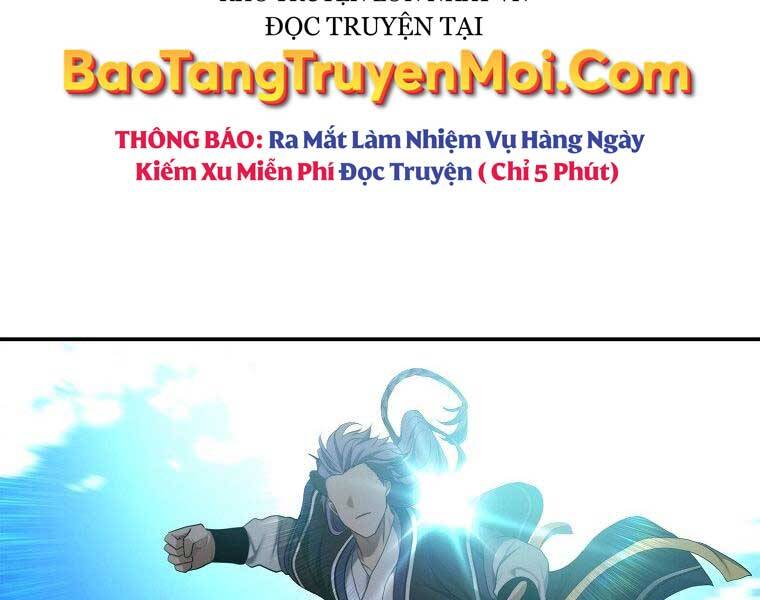 ĐỌC TRUYỆN TẠI
BaoTangTruyenMoi.Com
THÔNG BÁO: Ra Mắt Làm Nhiệm Vụ Hàng Ngày
Kiếm Xu Miễn Phí Đọc Truyện ( Chỉ 5 Phút)